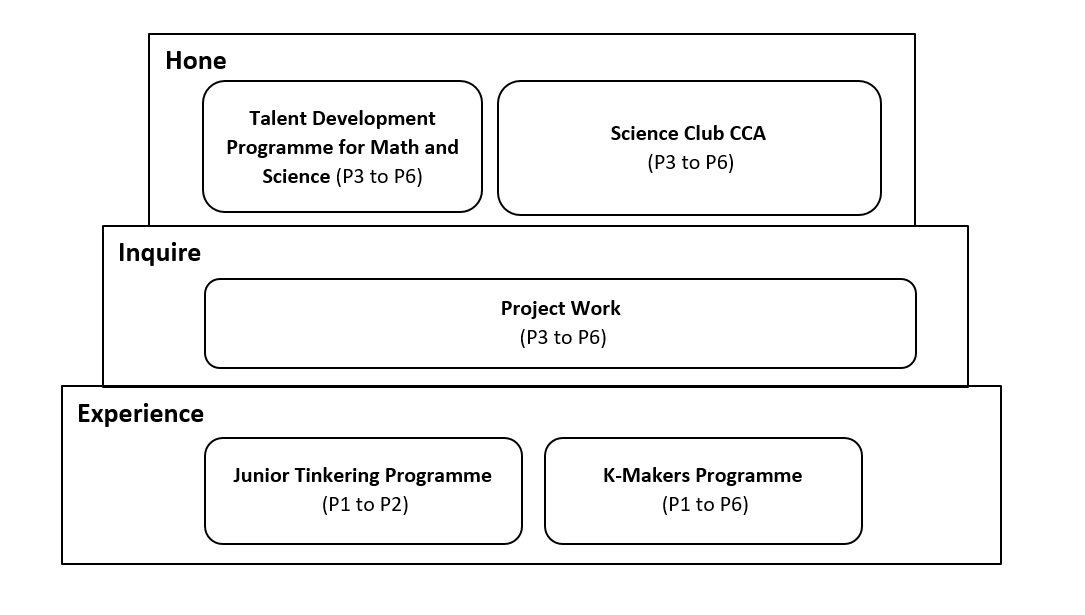 Hone
Talent Development
Programme for Math and
Science (P3 to P6)
Science Club CCA
(P3 to P6)
Inquire
Project Work
(P3 to P6)
Experience
Junior Tinkering Programme
(P1 to P2)
K-Makers Programme
(P1 to P6)